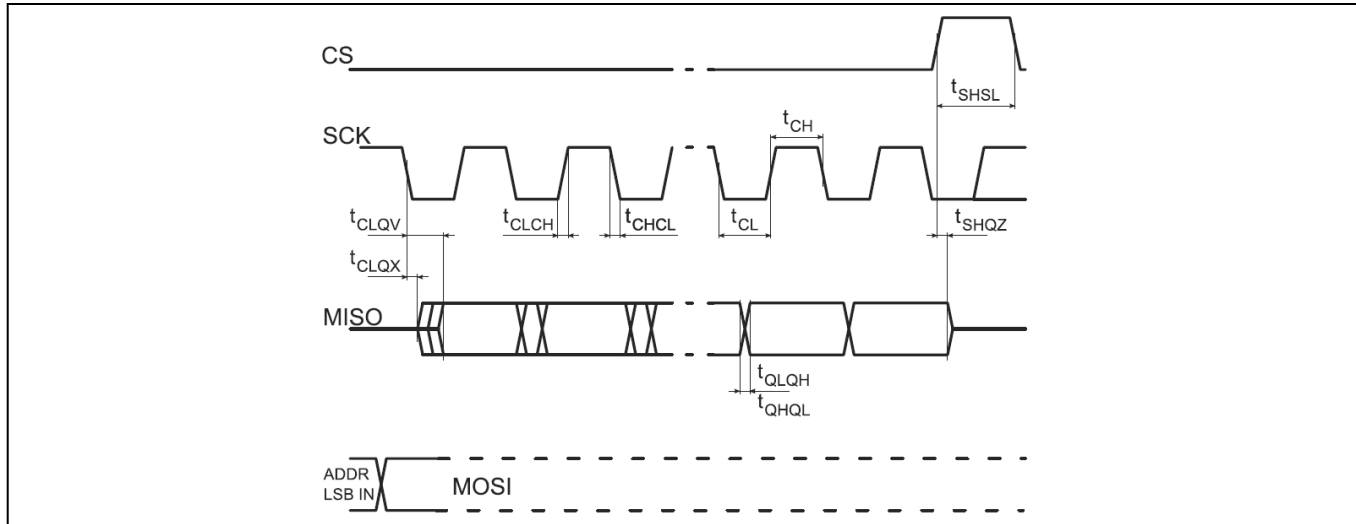 CS
tSHSL
SCK
tCH
tCLQV
tCLCH
tCHCL
tCL
tSHQZ
tCLQX
MISO
tQLQH
tQHQL
ADDR
LSB IN
MOSI